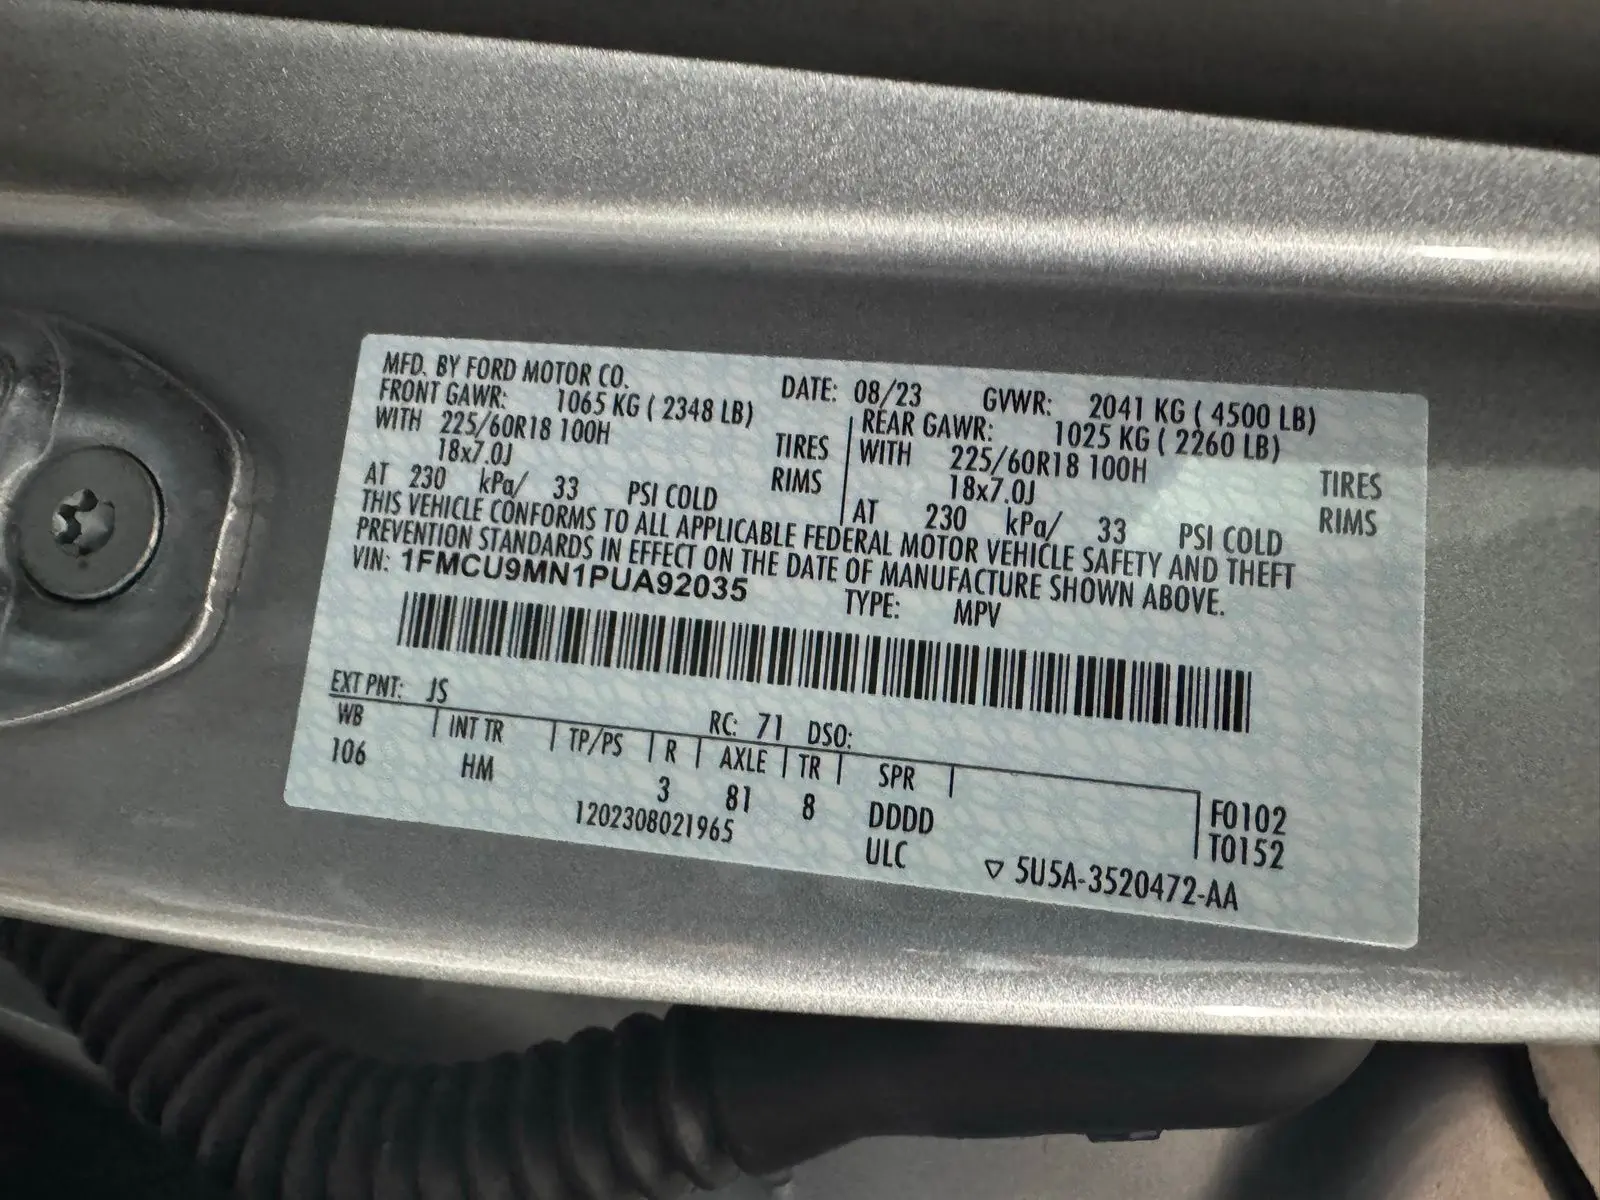 MFD. BY FORD MOTOR CO. DATE: 08/23 GVWR: 2041 KG ( 4500 LB)
FRONT GAWR: 1065 KG ( 2348 LB) REAR GAWR: 1025 KG ( 2260 LB)
WITH 225/60R18 100H TIRES WITH 225/60R18 100H TIRES
18x7.0J RIMS 18x7.0J RIMS
AT 230 kPa/ 33 PSI COLD AT 230 kPa/ 33 PSI COLD
THIS VEHICLE CONFORMS TO ALL APPLICABLE FEDERAL MOTOR VEHICLE SAFETY AND THEFT
PREVENTION STANDARDS IN EFFECT ON THE DATE OF MANUFACTURE SHOWN ABOVE.
VIN: 1FMCU9MN1PUA92035 TYPE: MPV
EXT PNT: JS RC: 71 DSO:
WB INT TR TP/PS R AXLE TR SPR
106 HM 3 81 8 DDDD F0102
1202308021965 ULC T0152
▽ 5U5A-3520472-AA